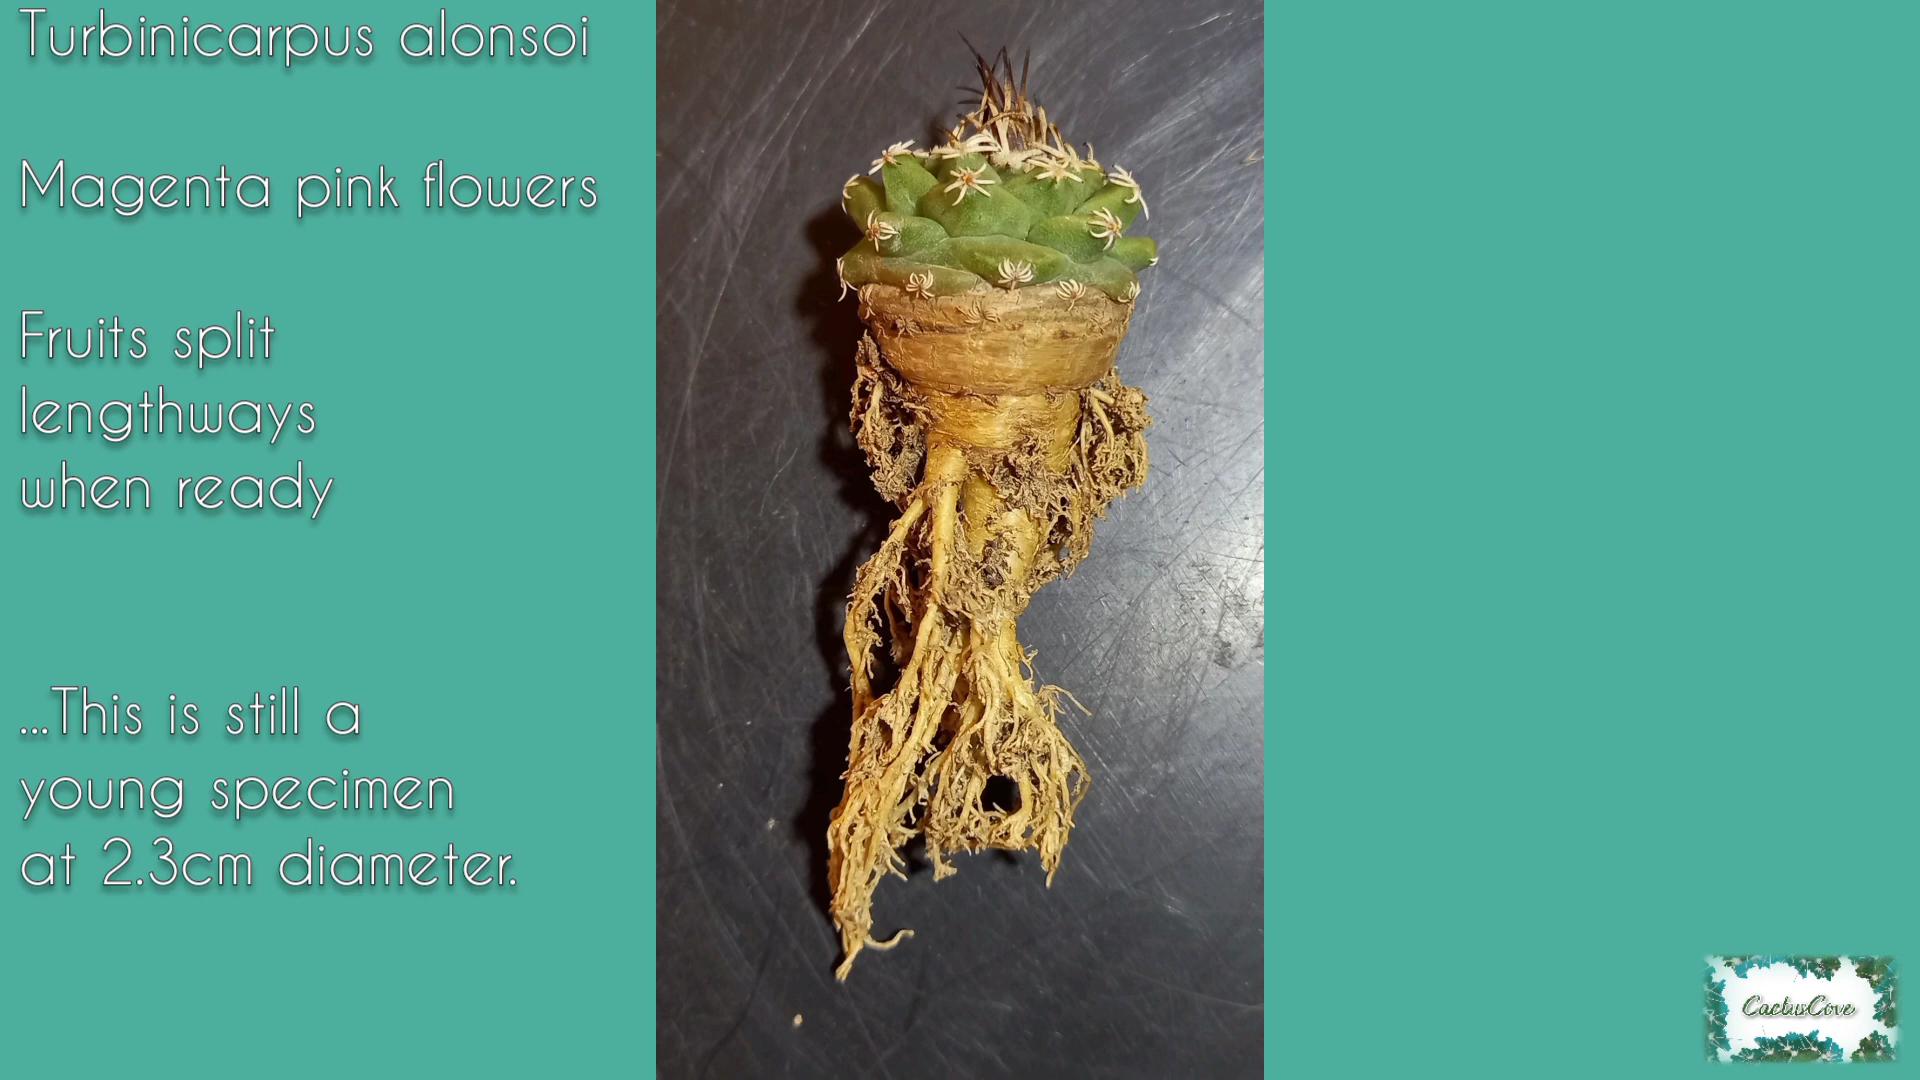 Turbinicarpus alonsoi
Magenta pink flowers
Fruits split
lengthways
when ready
...This is still a
young specimen
at 2.3cm diameter.
CactusCove